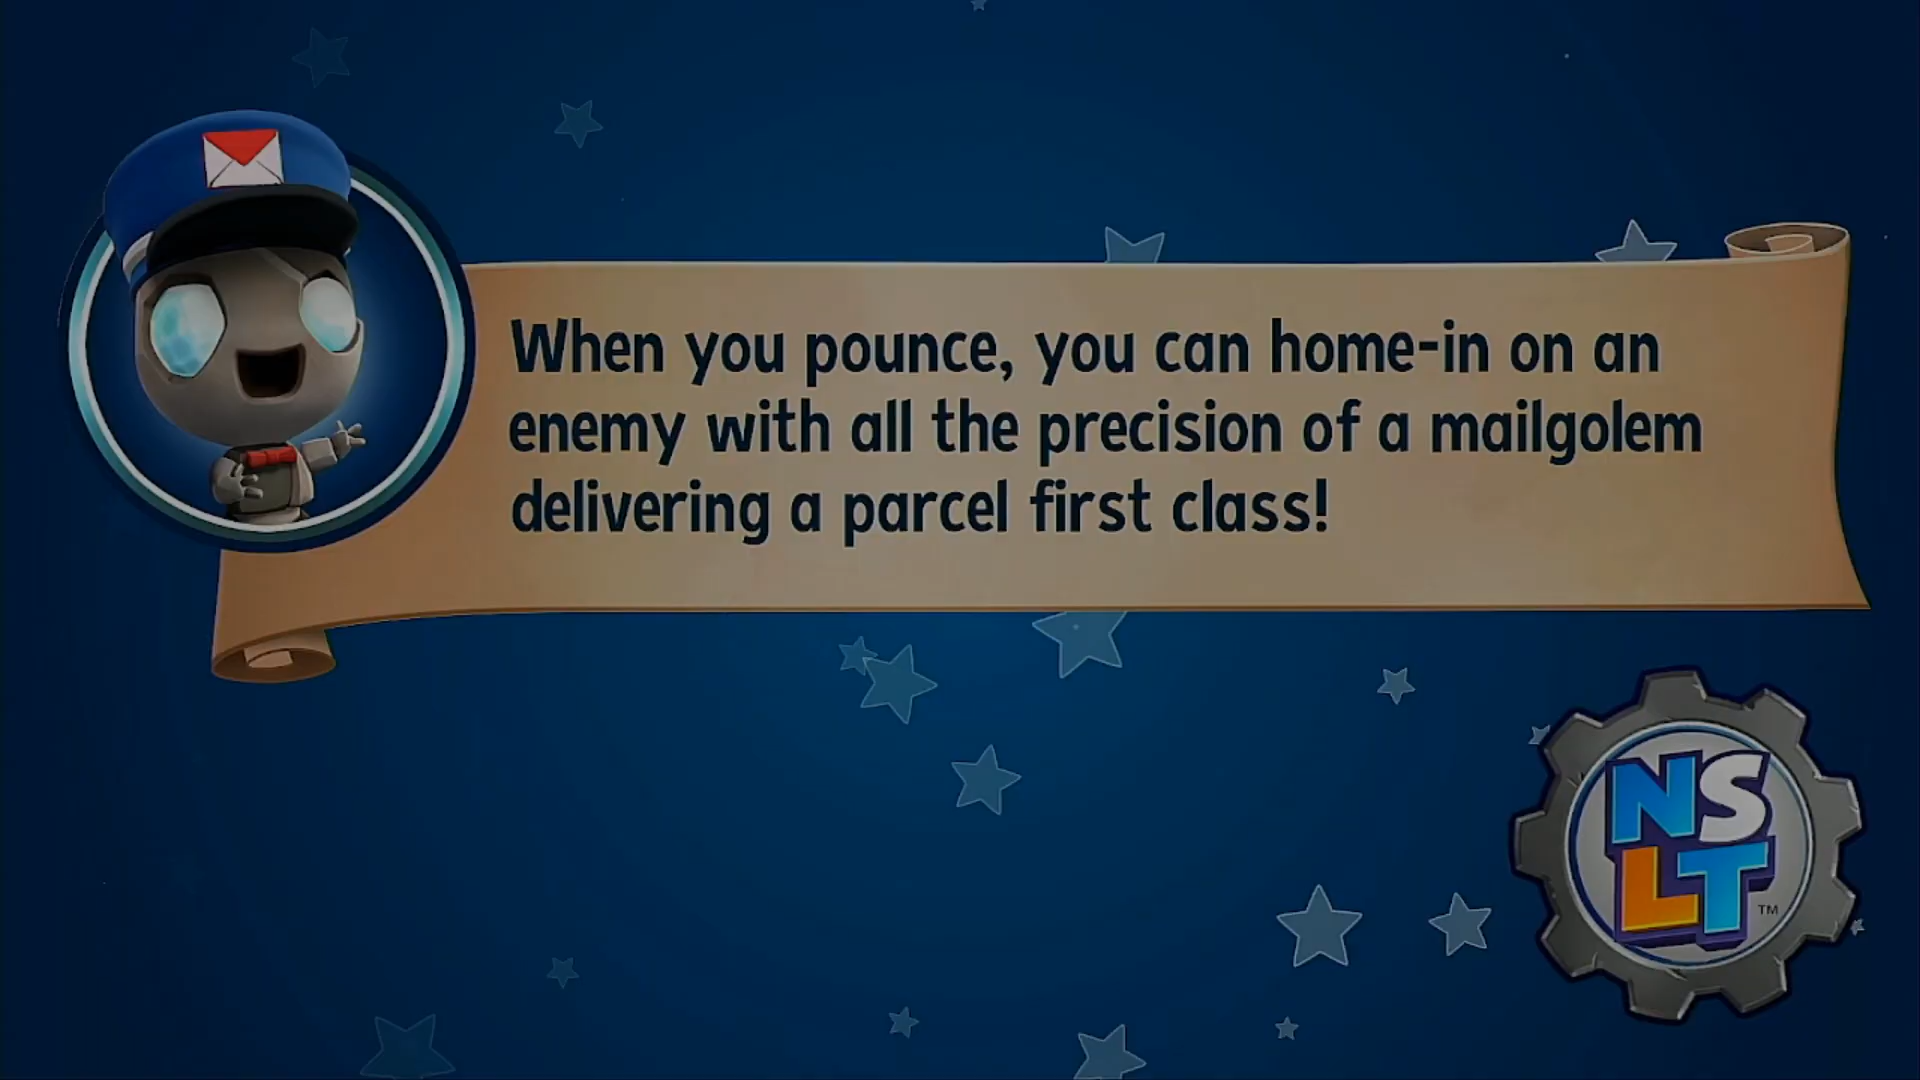 When you pounce, you can home-in on an
enemy with all the precision of a mailgolem
delivering a parcel first class!
NS
LT
TM